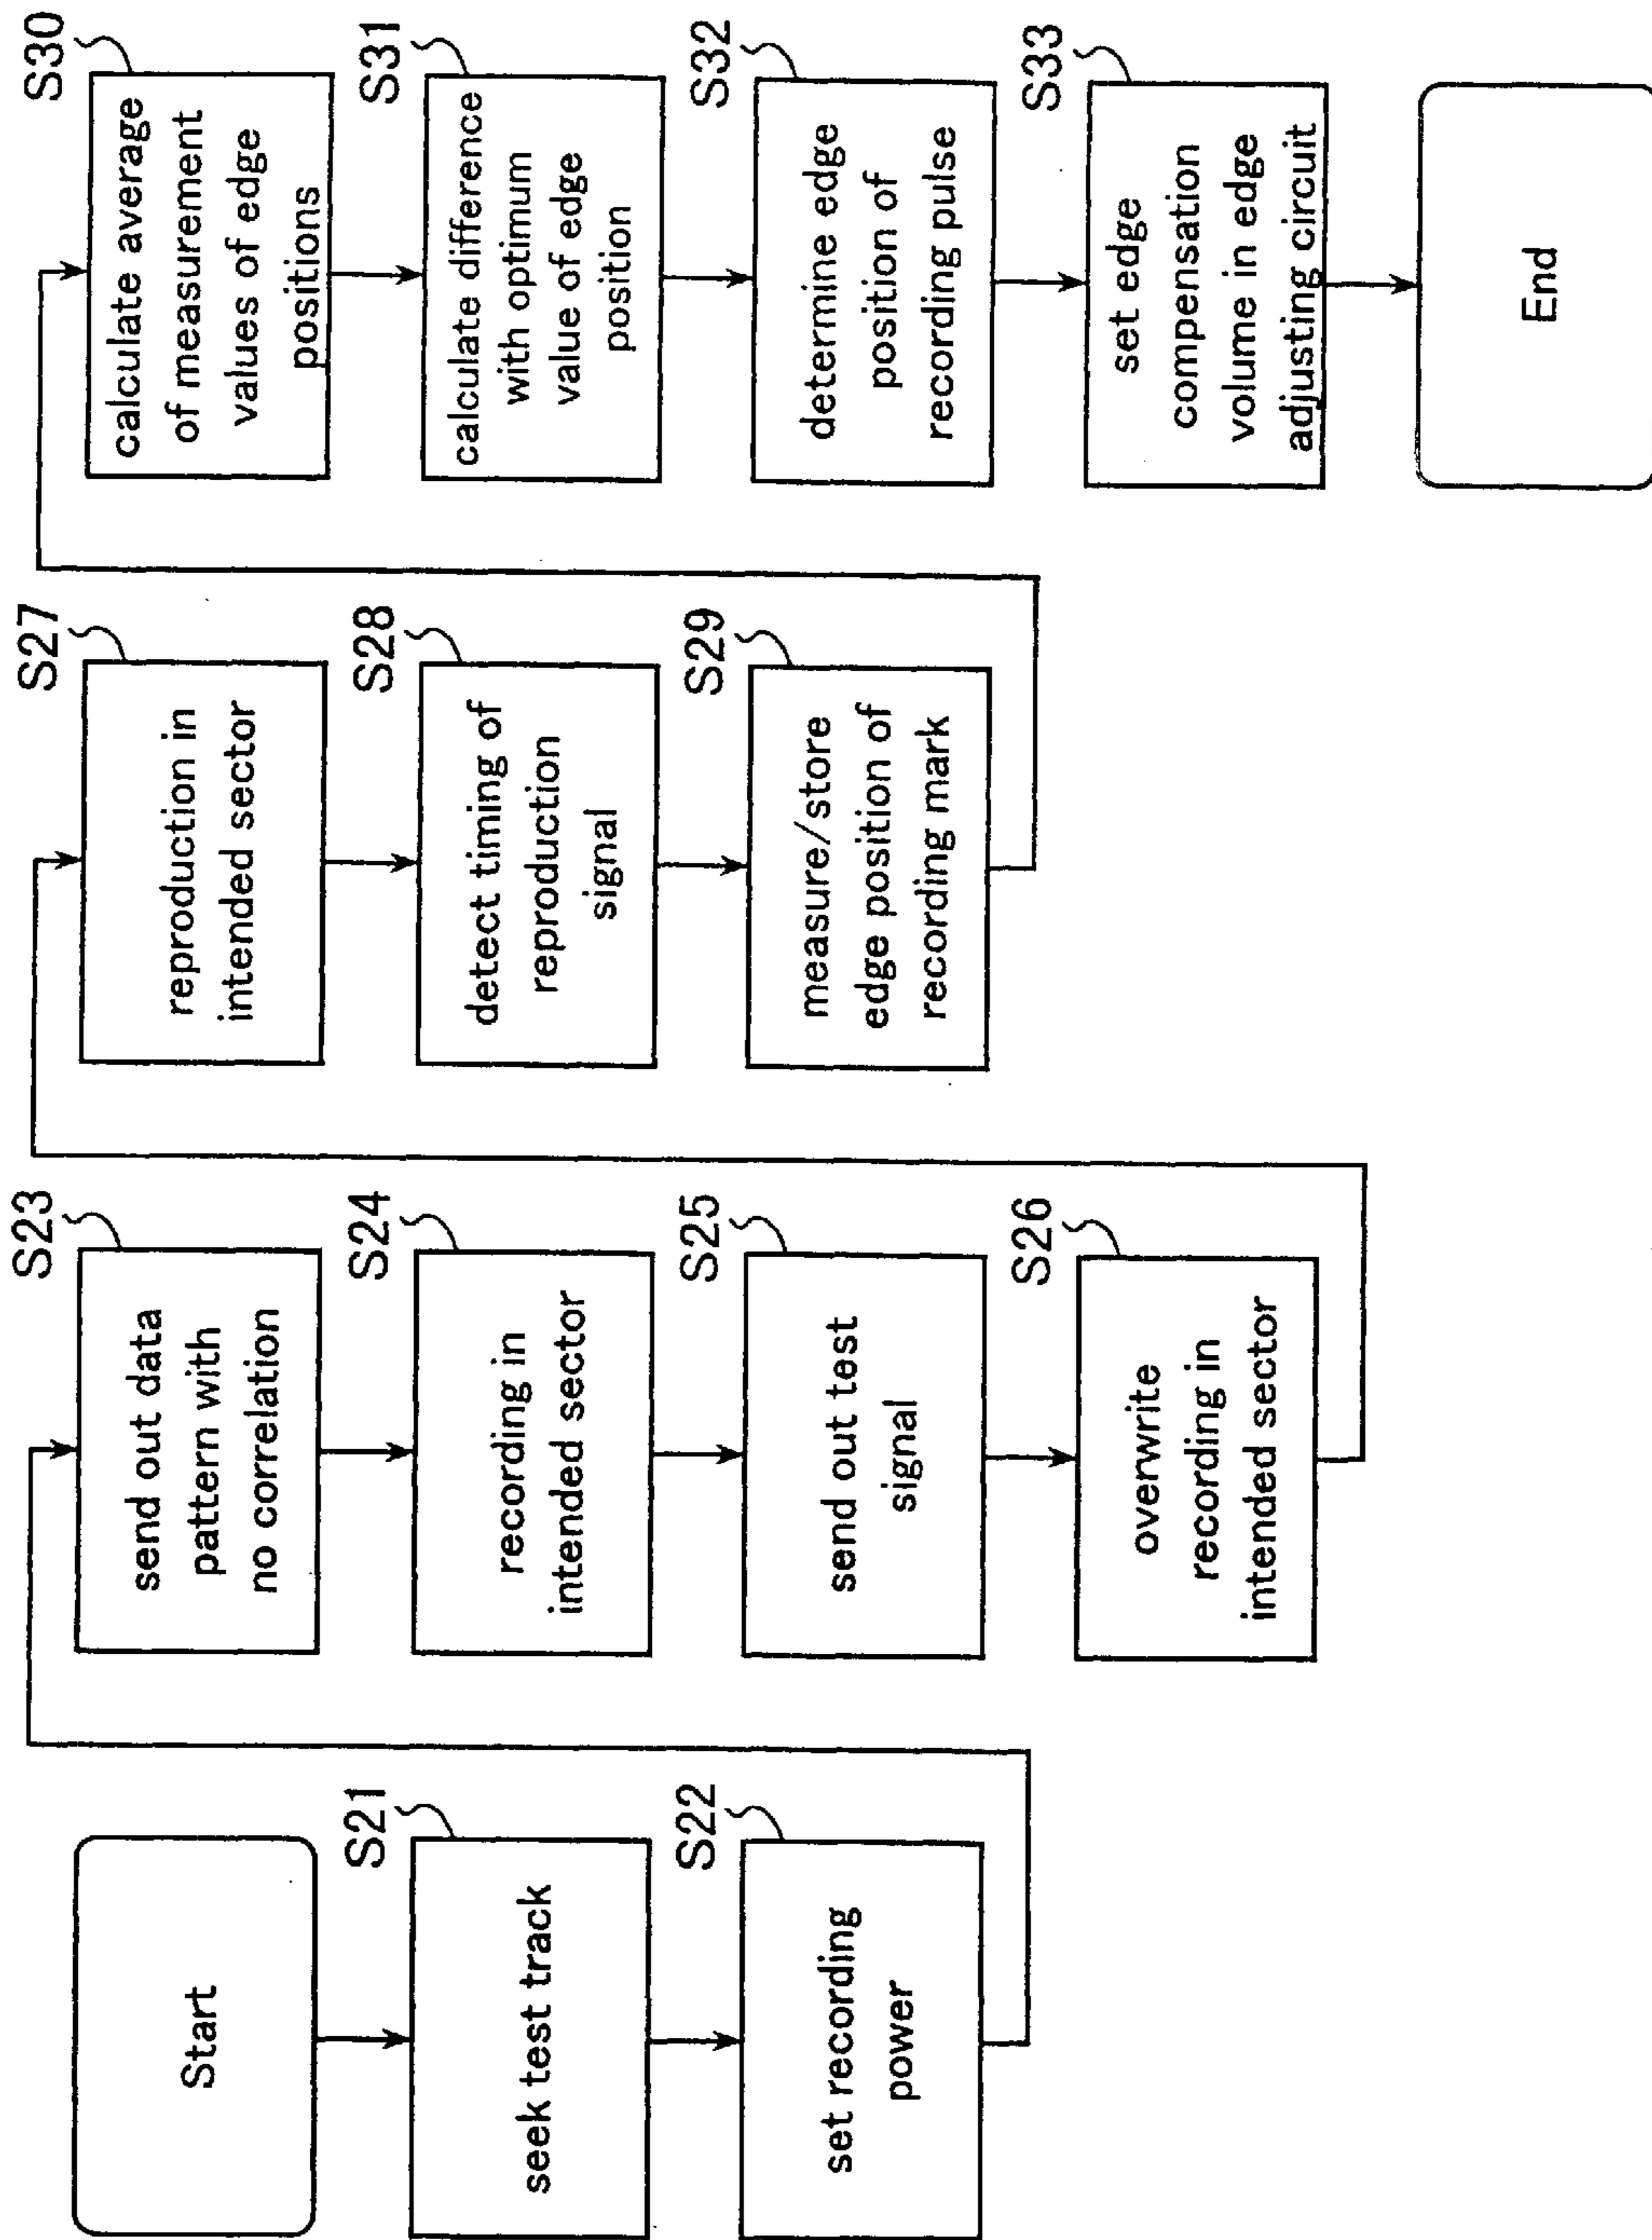 Start
S21
seek test track
S22
set recording
power
S23
send out data
pattern with
no correlation
S24
recording in
intended sector
S25
send out test
signal
S26
overwrite
recording in
intended sector
S27
reproduction in
intended sector
S28
detect timing of
reproduction
signal
S29
measure/store
edge position of
recording mark
S30
calculate average
of measurement
values of edge
positions
S31
calculate difference
with optimum
value of edge
position
S32
determine edge
position of
recording pulse
S33
set edge
compensation
volume in edge
adjusting circuit
End